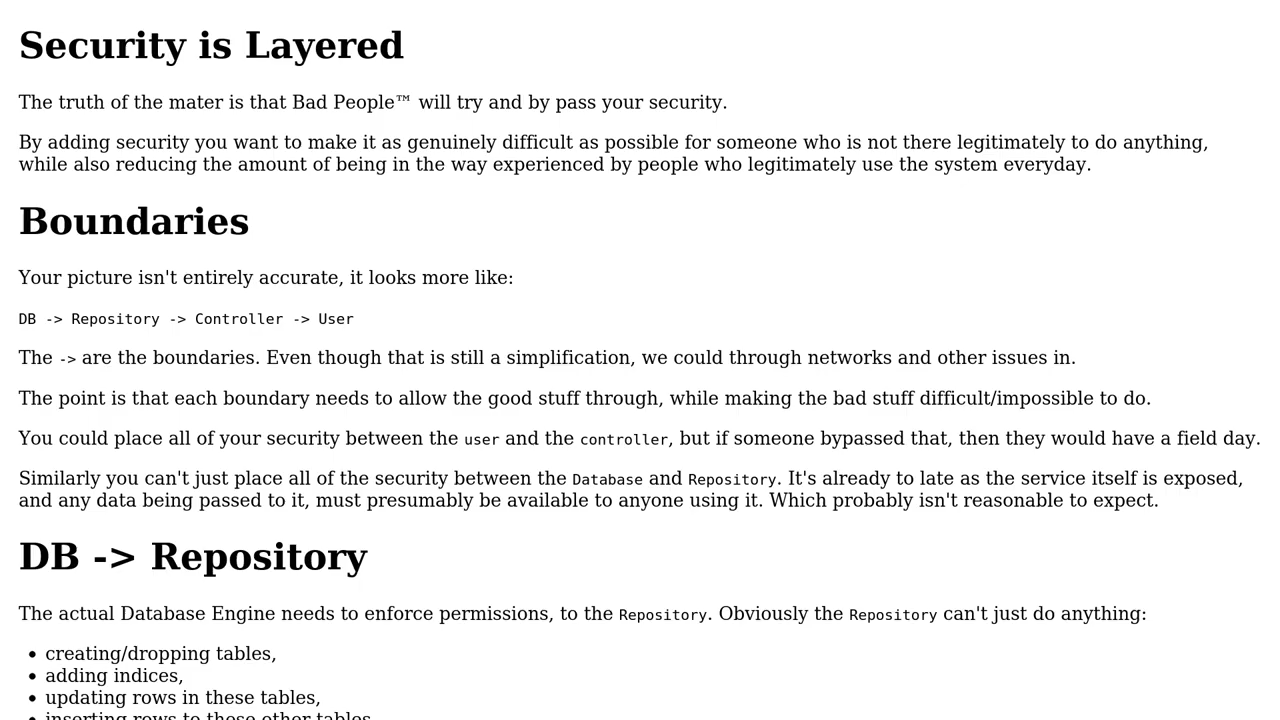 Security is Layered
The truth of the mater is that Bad People™ will try and by pass your security.
By adding security you want to make it as genuinely difficult as possible for someone who is not there legitimately to do anything,
while also reducing the amount of being in the way experienced by people who legitimately use the system everyday.
Boundaries
Your picture isn't entirely accurate, it looks more like:
DB -> Repository -> Controller -> User
The -> are the boundaries. Even though that is still a simplification, we could through networks and other issues in.
The point is that each boundary needs to allow the good stuff through, while making the bad stuff difficult/impossible to do.
You could place all of your security between the user and the controller, but if someone bypassed that, then they would have a field day.
Similarly you can't just place all of the security between the Database and Repository. It's already to late as the service itself is exposed,
and any data being passed to it, must presumably be available to anyone using it. Which probably isn't reasonable to expect.
DB -> Repository
The actual Database Engine needs to enforce permissions, to the Repository. Obviously the Repository can't just do anything:
• creating/dropping tables,
• adding indices,
• updating rows in these tables,
• inserting rows to these other tables